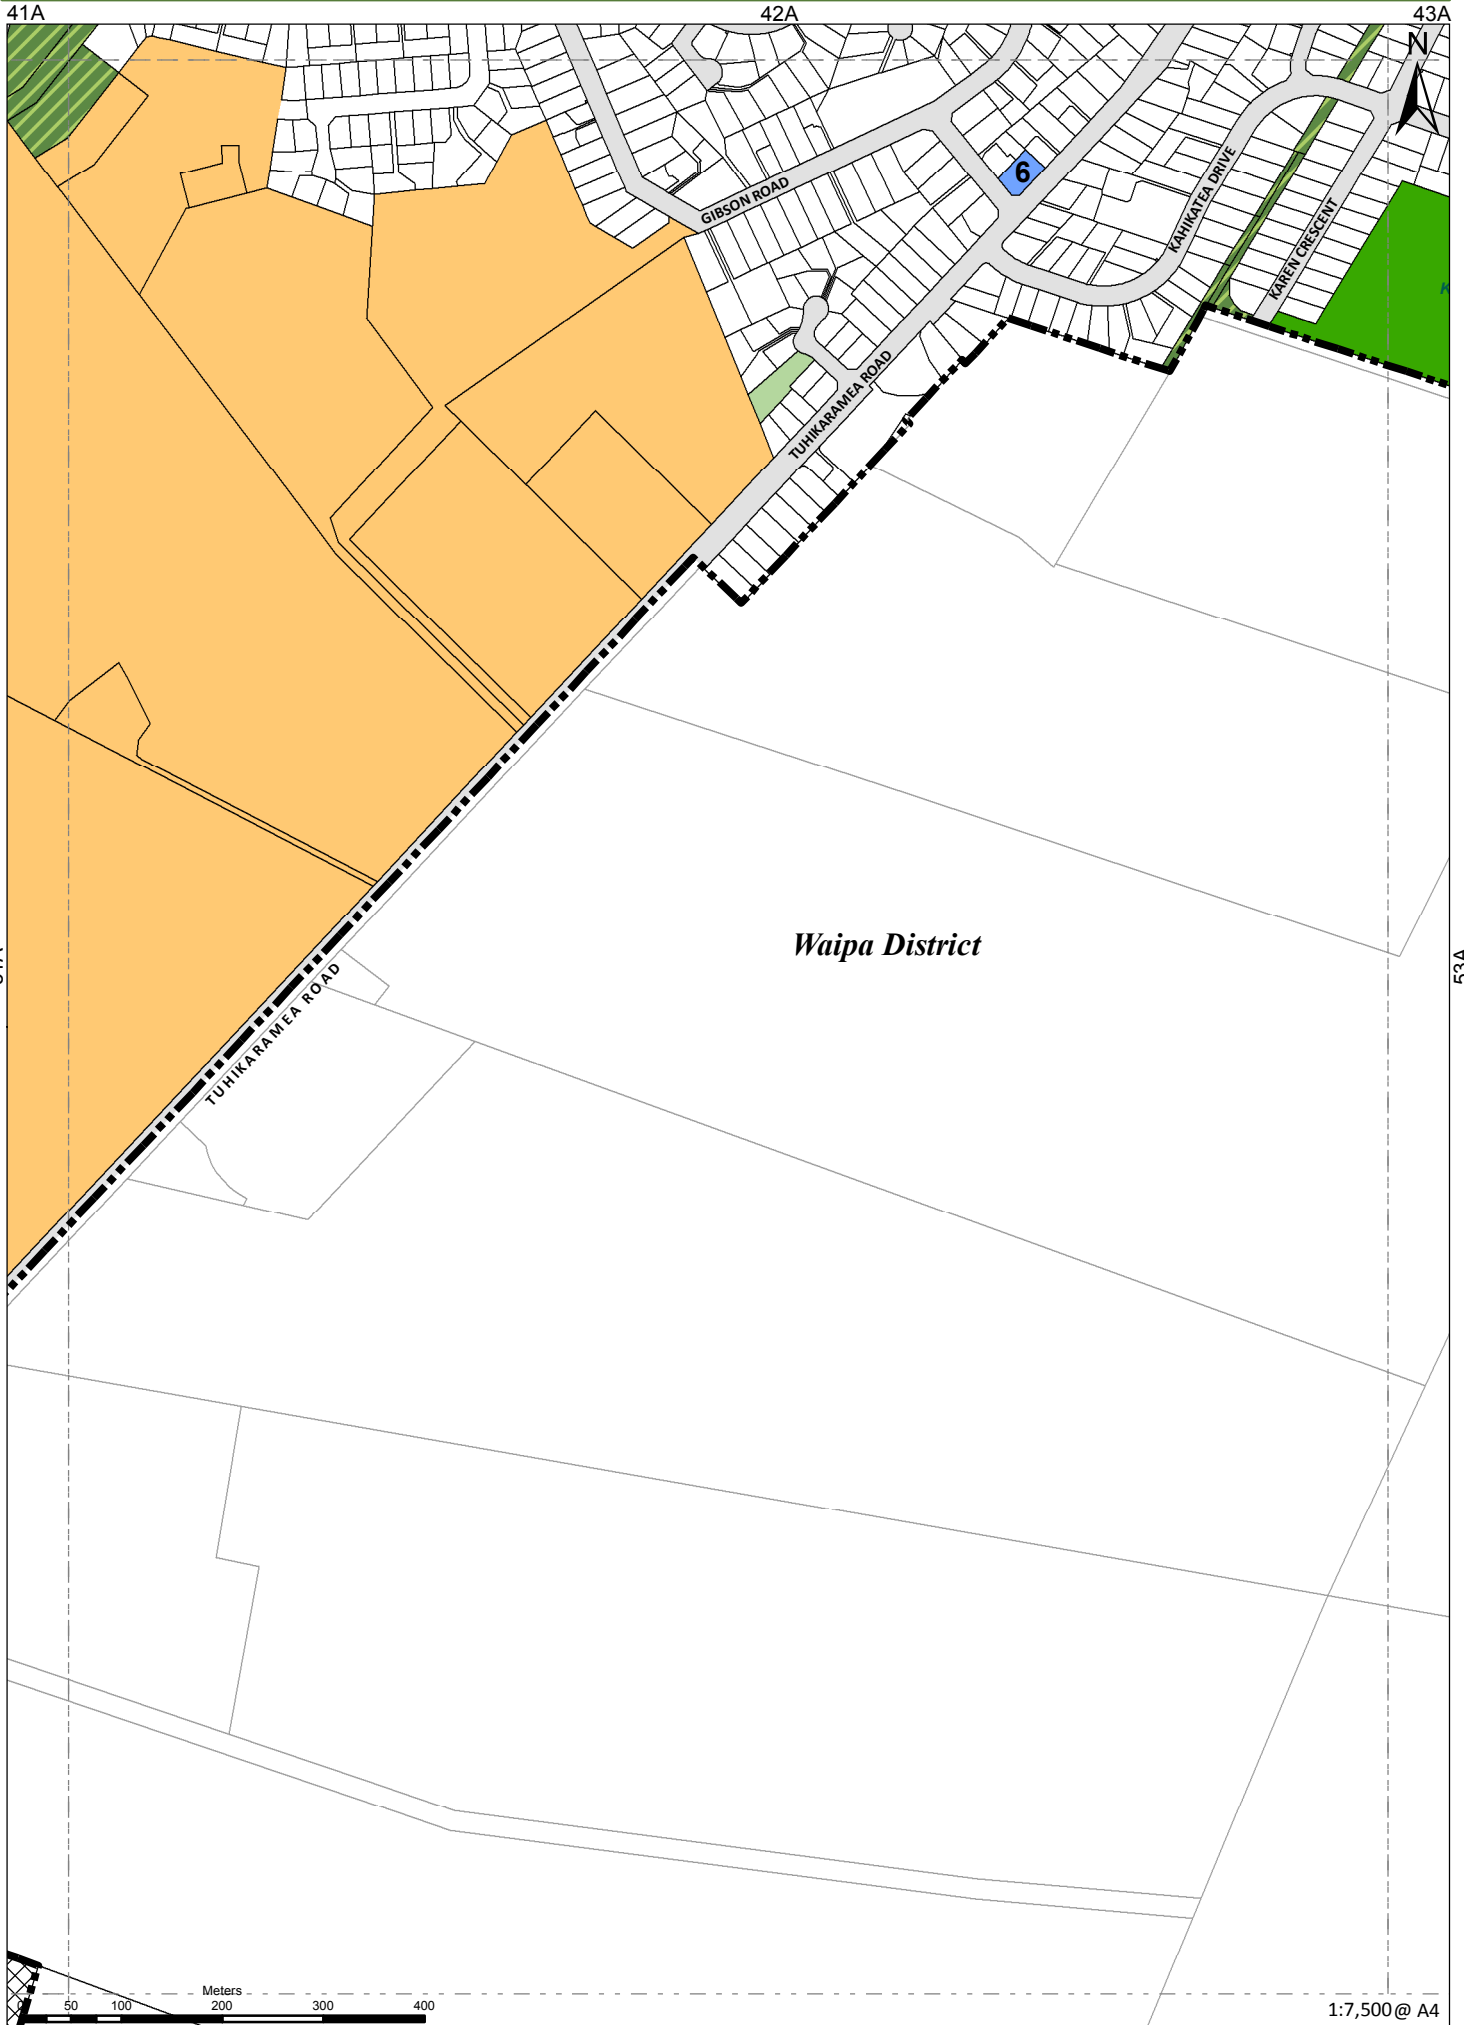 41A
42A
43A
N
6
GIBSON ROAD
KAHIKATEA DRIVE
KAREN CRESCENT
K
TUHIKARAMEA ROAD
Waipa District
53A
TUHIKARAMEA ROAD
Meters
0 50 100 200 300 400
1:7,500 @ A4